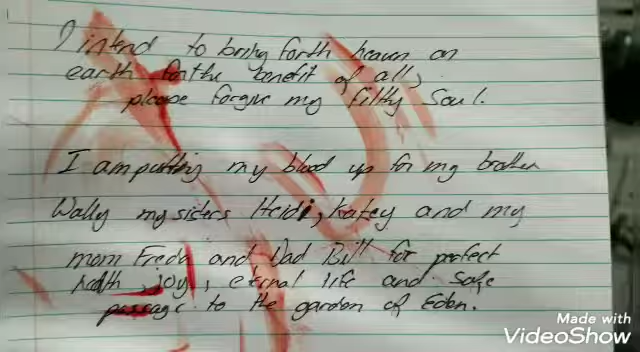 I intend to bring forth heaven on
earth for the benefit of all,
please forgive my filthy soul.
I am putting my blood up for my brother
Wally my sisters Heidi, Katey and my
mom Freda and Dad Bill for perfect
health, joy, eternal life and safe
passage to the garden of Eden.
Made with
VideoShow